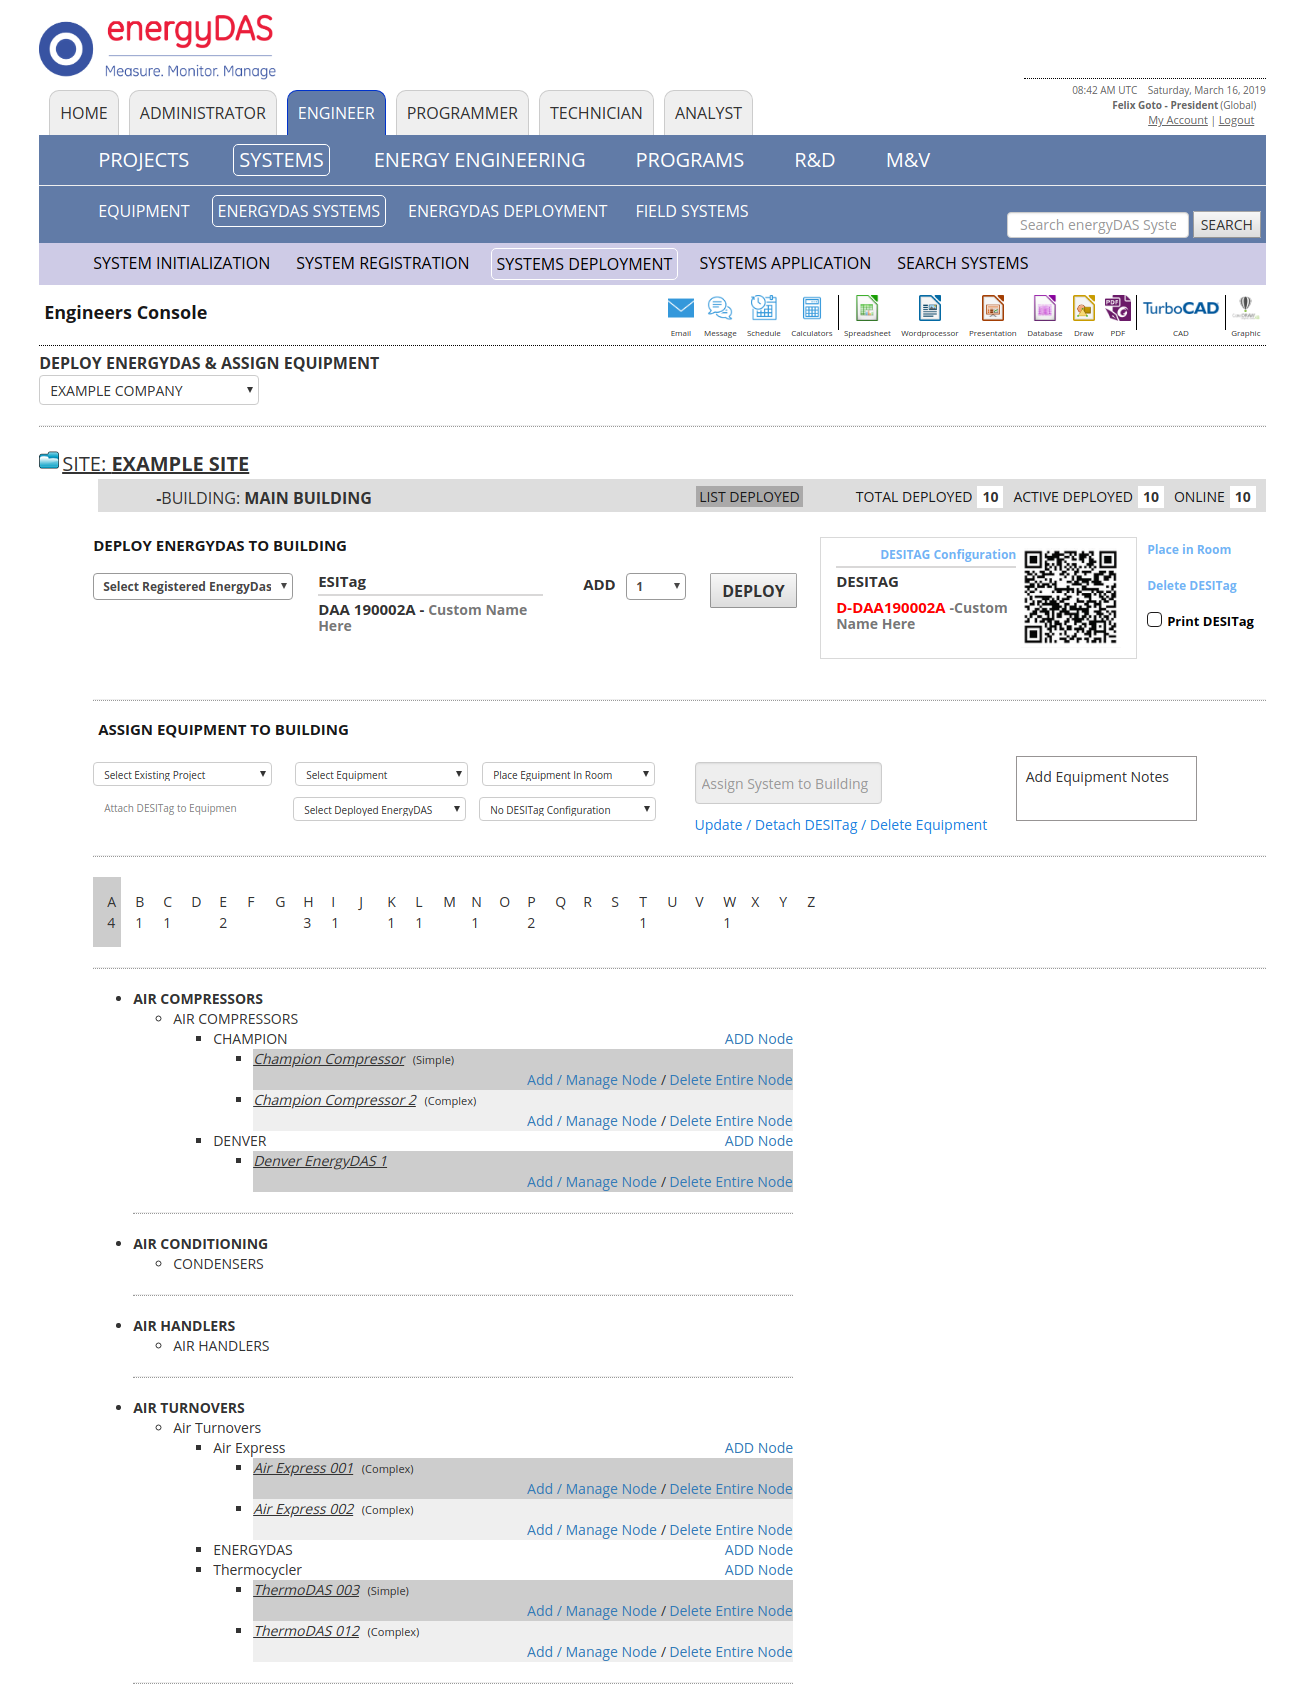 energyDAS
Measure. Monitor. Manage
08:42 AM UTC Saturday, March 16, 2019
Felix Goto - President (Global)
My Account | Logout
HOME ADMINISTRATOR ENGINEER PROGRAMMER TECHNICIAN ANALYST
PROJECTS SYSTEMS ENERGY ENGINEERING PROGRAMS R&D M&V
EQUIPMENT ENERGYDAS SYSTEMS ENERGYDAS DEPLOYMENT FIELD SYSTEMS
Search energyDAS Syste SEARCH
SYSTEM INITIALIZATION SYSTEM REGISTRATION SYSTEMS DEPLOYMENT SYSTEMS APPLICATION SEARCH SYSTEMS
Engineers Console
PDF TurboCAD
Email Message Schedule Calculators Spreadsheet Wordprocessor Presentation Database Draw PDF CAD Graphic
DEPLOY ENERGYDAS & ASSIGN EQUIPMENT
EXAMPLE COMPANY
SITE: EXAMPLE SITE
-BUILDING: MAIN BUILDING LIST DEPLOYED TOTAL DEPLOYED 10 ACTIVE DEPLOYED 10 ONLINE 10
DEPLOY ENERGYDAS TO BUILDING
Select Registered EnergyDas
ESITag
DAA 190002A - Custom Name
Here
ADD 1 DEPLOY
DESITAG Configuration
DESITAG
D-DAA190002A -Custom
Name Here
Place in Room
Delete DESITag
Print DESITag
ASSIGN EQUIPMENT TO BUILDING
Select Existing Project Select Equipment Place Equipment In Room Assign System to Building Add Equipment Notes
Attach DESITag to Equipmen Select Deployed EnergyDAS No DESITag Configuration
Update / Detach DESITag / Delete Equipment
A B C D E F G H I J K L M N O P Q R S T U V W X Y Z
4 1 1 2 3 1 1 1 1 2 1 1
AIR COMPRESSORS
AIR COMPRESSORS
CHAMPION ADD Node
Champion Compressor (Simple)
Add / Manage Node / Delete Entire Node
Champion Compressor 2 (Complex)
Add / Manage Node / Delete Entire Node
DENVER ADD Node
Denver EnergyDAS 1
Add / Manage Node / Delete Entire Node
AIR CONDITIONING
CONDENSERS
AIR HANDLERS
AIR HANDLERS
AIR TURNOVERS
Air Turnovers
Air Express ADD Node
Air Express 001 (Complex)
Add / Manage Node / Delete Entire Node
Air Express 002 (Complex)
Add / Manage Node / Delete Entire Node
ENERGYDAS ADD Node
Thermocycler ADD Node
ThermoDAS 003 (Simple)
Add / Manage Node / Delete Entire Node
ThermoDAS 012 (Complex)
Add / Manage Node / Delete Entire Node